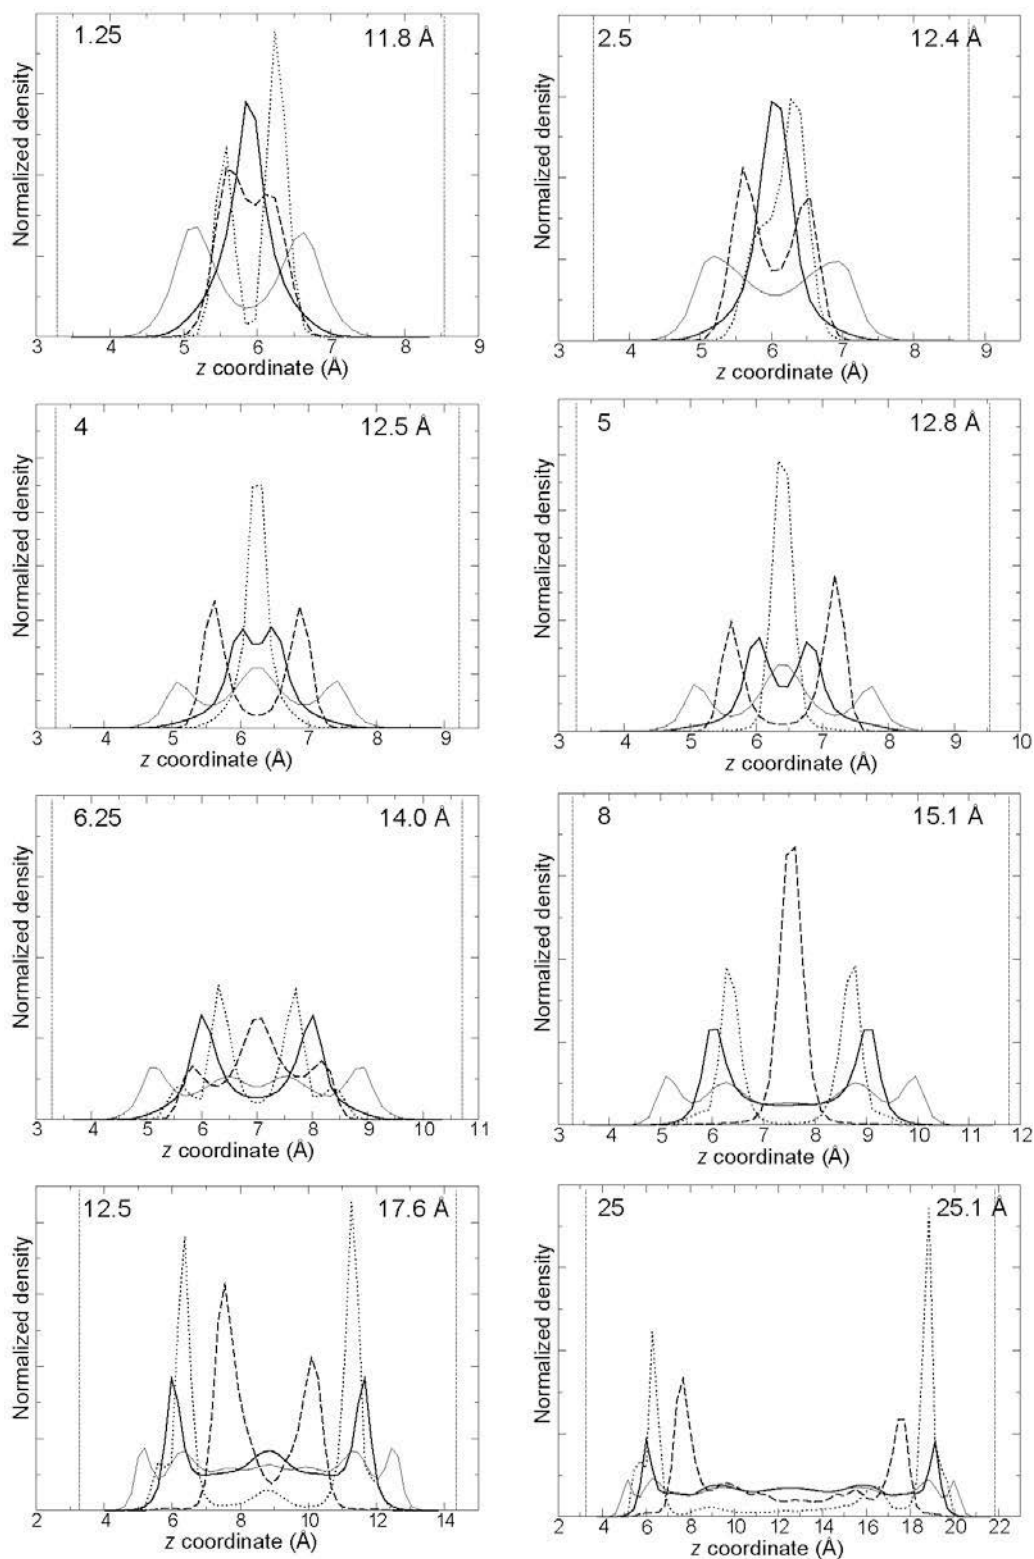 1.25 11.8 Å
Normalized density
3 4 5 6 7 8 9
z coordinate (Å)
2.5 12.4 Å
Normalized density
3 4 5 6 7 8 9
z coordinate (Å)
4 12.5 Å
Normalized density
3 4 5 6 7 8 9
z coordinate (Å)
5 12.8 Å
Normalized density
3 4 5 6 7 8 9 10
z coordinate (Å)
6.25 14.0 Å
Normalized density
3 4 5 6 7 8 9 10 11
z coordinate (Å)
8 15.1 Å
Normalized density
3 4 5 6 7 8 9 10 11 12
z coordinate (Å)
12.5 17.6 Å
Normalized density
2 4 6 8 10 12 14
z coordinate (Å)
25 25.1 Å
Normalized density
2 4 6 8 10 12 14 16 18 20 22
z coordinate (Å)